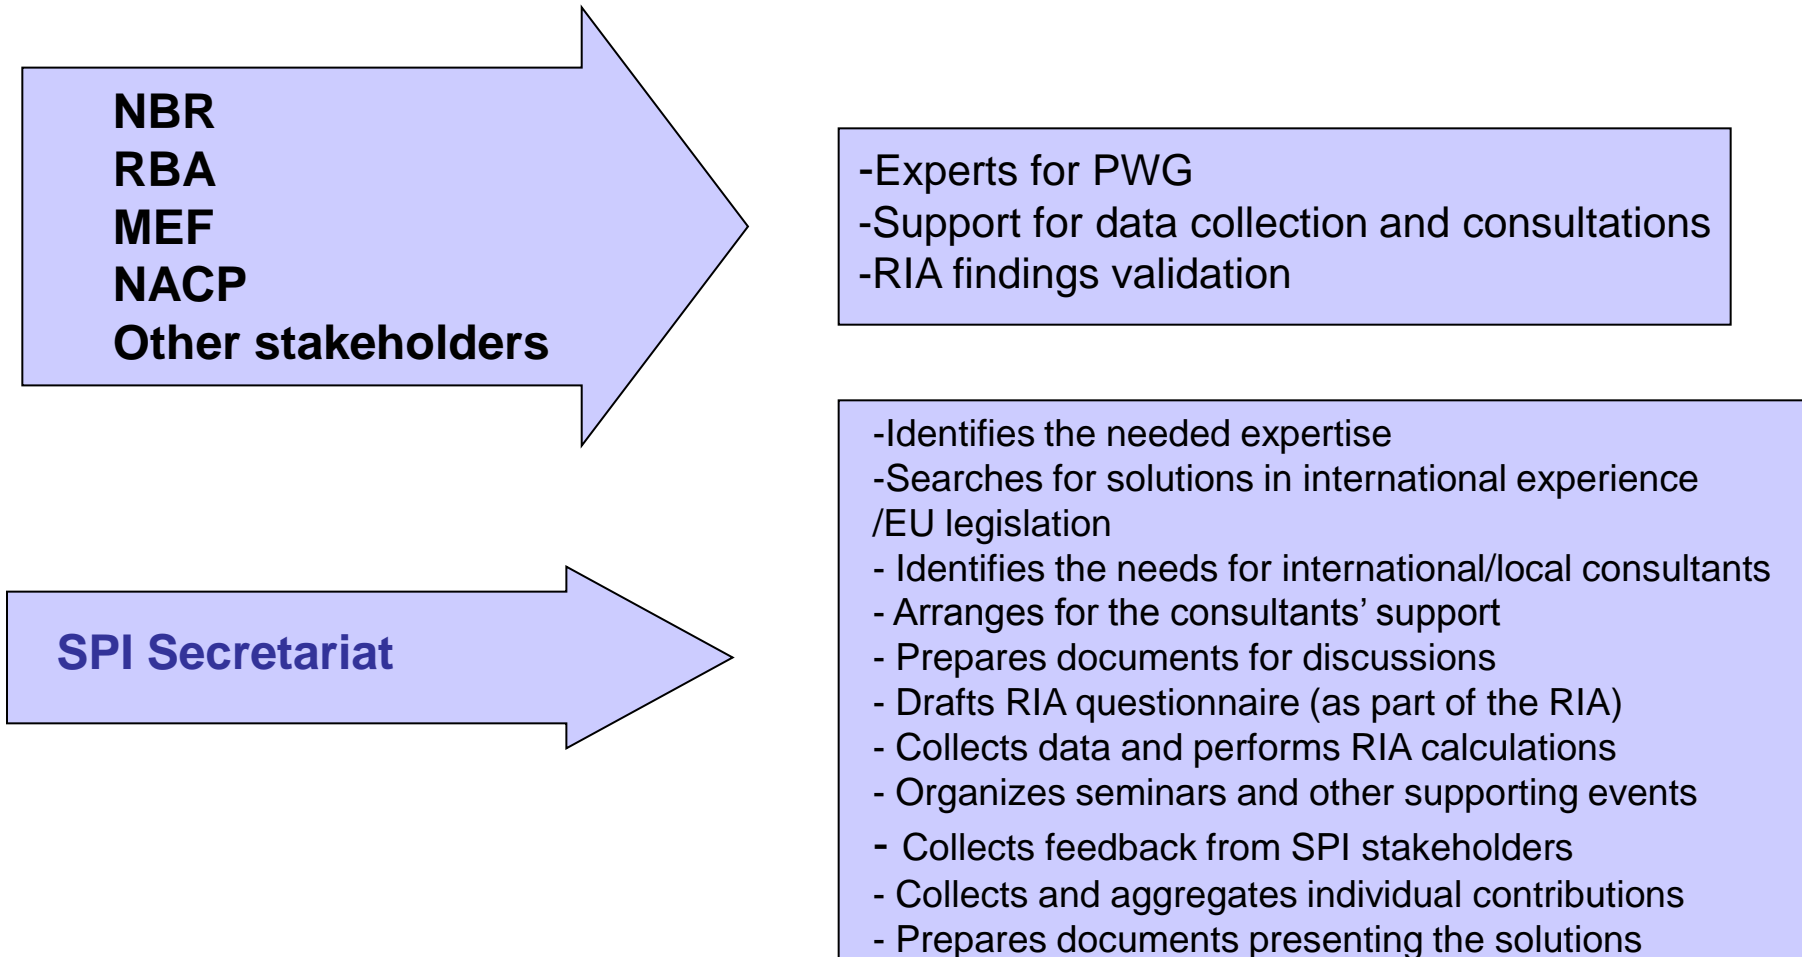 NBR
RBA
MEF
NACP
Other stakeholders
-Experts for PWG
-Support for data collection and consultations
-RIA findings validation
SPI Secretariat
-Identifies the needed expertise
-Searches for solutions in international experience
/EU legislation
- Identifies the needs for international/local consultants
- Arranges for the consultants’ support
- Prepares documents for discussions
- Drafts RIA questionnaire (as part of the RIA)
- Collects data and performs RIA calculations
- Organizes seminars and other supporting events
- Collects feedback from SPI stakeholders
- Collects and aggregates individual contributions
- Prepares documents presenting the solutions